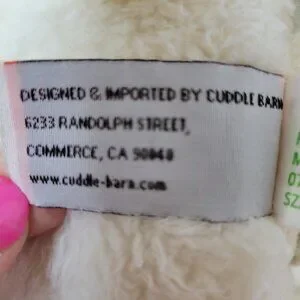 DESIGNED & IMPORTED BY CUDDLE BARN
6233 RANDOLPH STREET,
COMMERCE, CA 90040
www.cuddle-barn.com